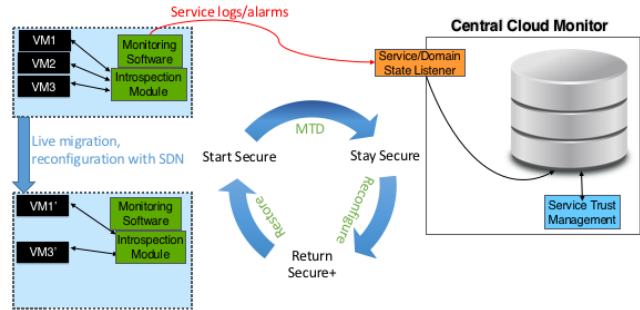 Service logs/alarms
Central Cloud Monitor
VM1
VM2
VM3
Monitoring
Software
Introspection
Module
Service/Domain
State Listener
Live migration,
reconfiguration with SDN
MTD
Start Secure
Stay Secure
Restore
Reconfigure
Return
Secure+
VM1'
VM3'
Monitoring
Software
Introspection
Module
Service Trust
Management